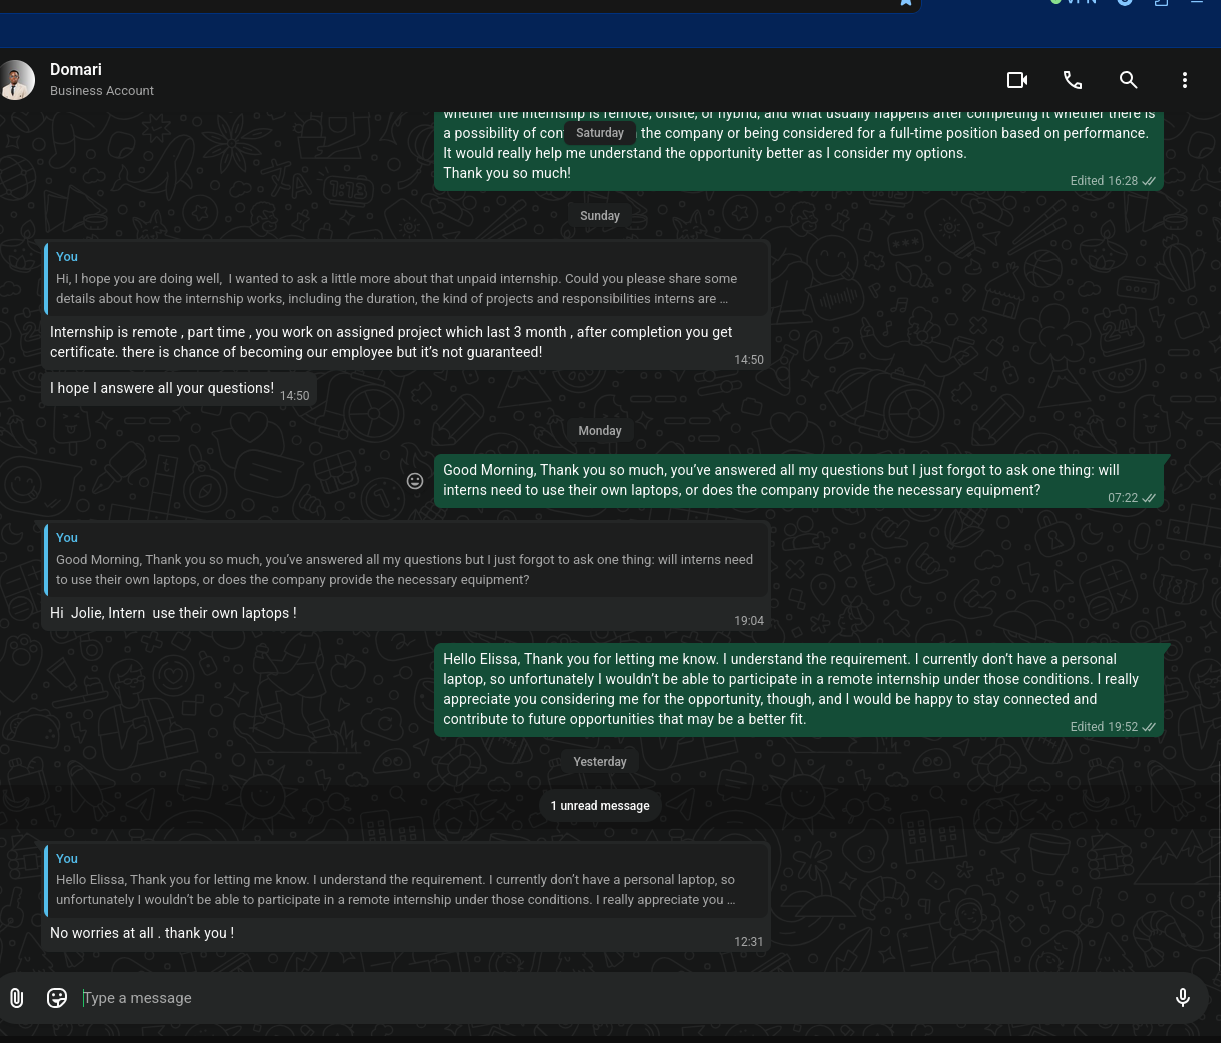 VPN
Domari
Business Account
whether the internship is remote, onsite, or hybrid, and what usually happens after completing it whether there is
a possibility of con the company or being considered for a full-time position based on performance.
Saturday
It would really help me understand the opportunity better as I consider my options.
Thank you so much!
Edited 16:28
Sunday
You
Hi, I hope you are doing well,  I wanted to ask a little more about that unpaid internship. Could you please share some
details about how the internship works, including the duration, the kind of projects and responsibilities interns are …
Internship is remote , part time , you work on assigned project which last 3 month , after completion you get
certificate. there is chance of becoming our employee but it’s not guaranteed!
14:50
I hope I answere all your questions!
14:50
Monday
Good Morning, Thank you so much, you’ve answered all my questions but I just forgot to ask one thing: will
interns need to use their own laptops, or does the company provide the necessary equipment?
07:22
You
Good Morning, Thank you so much, you’ve answered all my questions but I just forgot to ask one thing: will interns need
to use their own laptops, or does the company provide the necessary equipment?
Hi  Jolie, Intern  use their own laptops !
19:04
Hello Elissa, Thank you for letting me know. I understand the requirement. I currently don’t have a personal
laptop, so unfortunately I wouldn’t be able to participate in a remote internship under those conditions. I really
appreciate you considering me for the opportunity, though, and I would be happy to stay connected and
contribute to future opportunities that may be a better fit.
Edited 19:52
Yesterday
1 unread message
You
Hello Elissa, Thank you for letting me know. I understand the requirement. I currently don’t have a personal laptop, so
unfortunately I wouldn’t be able to participate in a remote internship under those conditions. I really appreciate you …
No worries at all . thank you !
12:31
Type a message